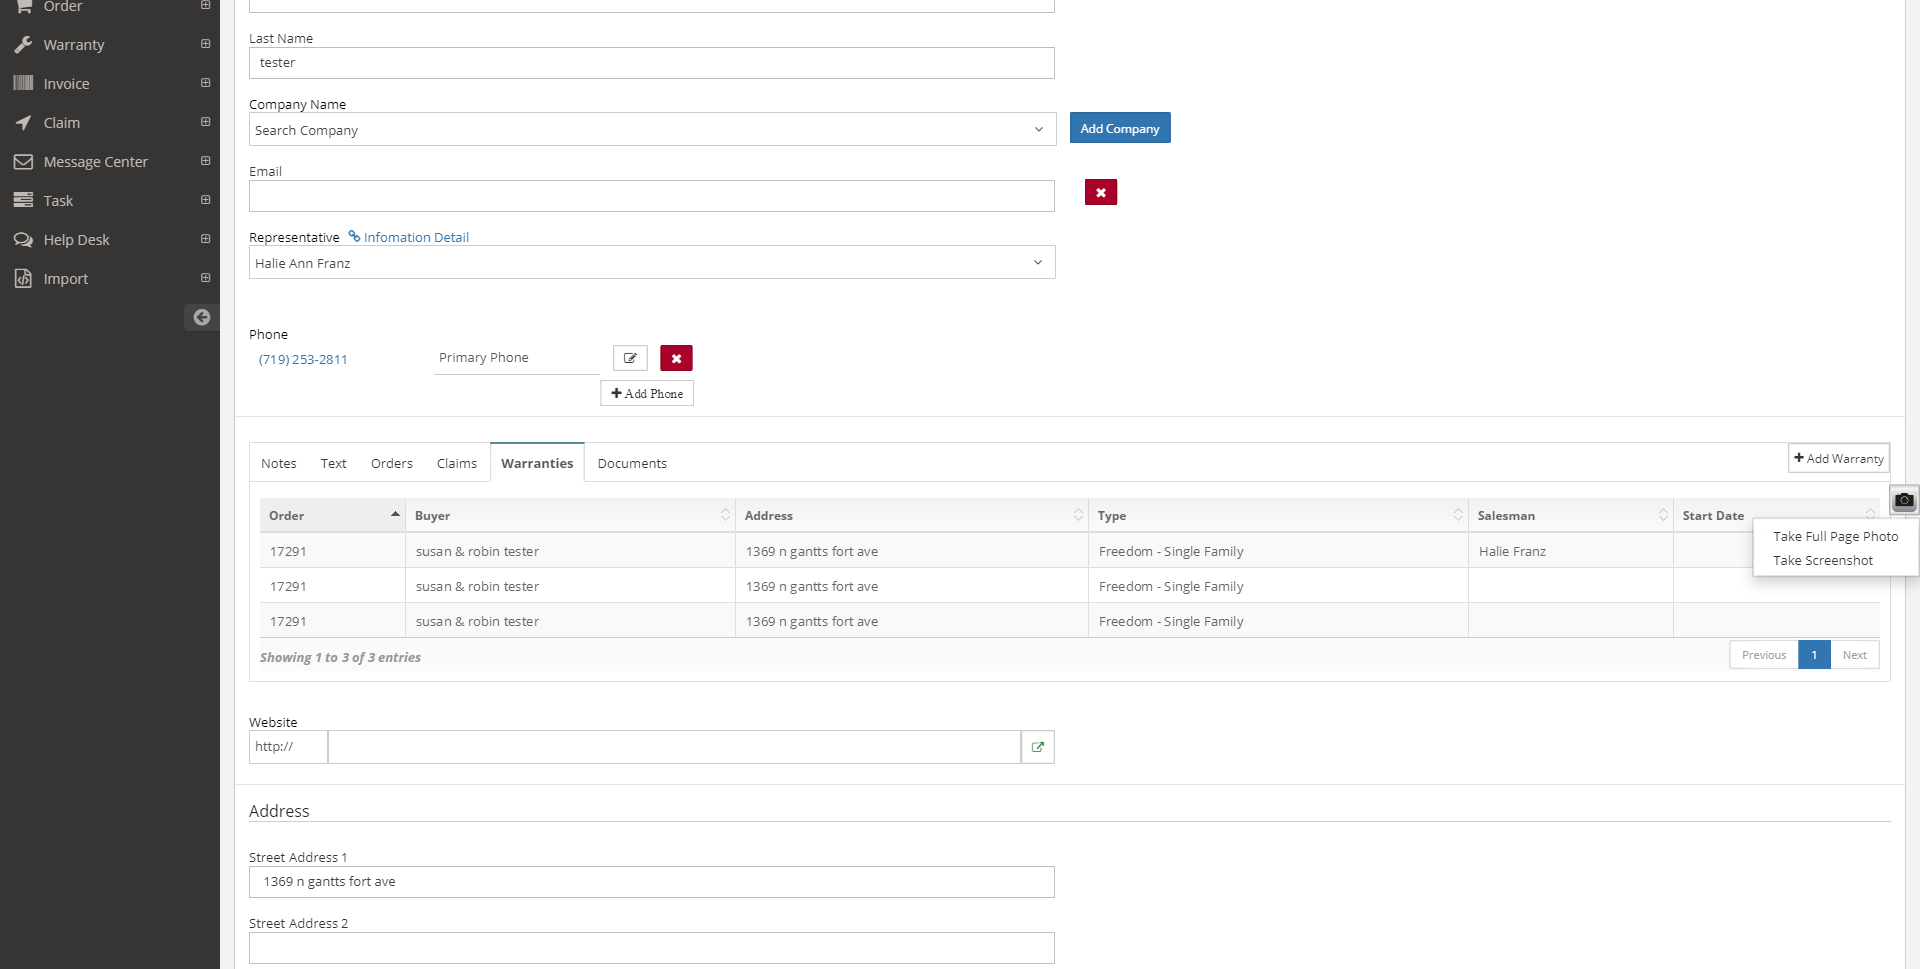 Order
Warranty
Invoice
Claim
Message Center
Task
Help Desk
Import
Last Name
tester
Company Name
Search Company
Add Company
Email
Representative Infomation Detail
Halie Ann Franz
Phone
(719) 253-2811 Primary Phone
Add Phone
Notes Text Orders Claims Warranties Documents Add Warranty
Order Buyer Address Type Salesman Start Date
17291 susan & robin tester 1369 n gantts fort ave Freedom - Single Family Halie Franz
17291 susan & robin tester 1369 n gantts fort ave Freedom - Single Family
17291 susan & robin tester 1369 n gantts fort ave Freedom - Single Family
Take Full Page Photo
Take Screenshot
Showing 1 to 3 of 3 entries Previous 1 Next
Website
http://
Address
Street Address 1
1369 n gantts fort ave
Street Address 2